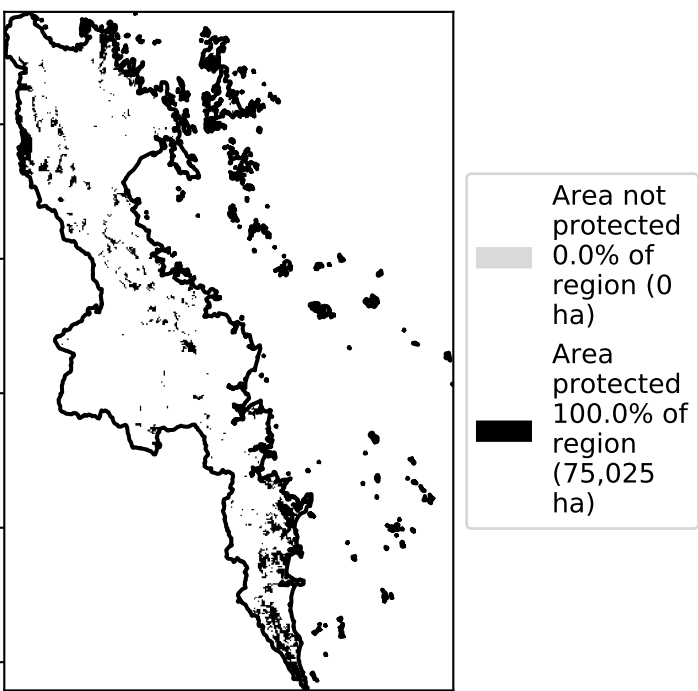 Area not
protected
0.0% of
region (0
ha)
Area
protected
100.0% of
region
(75,025
ha)